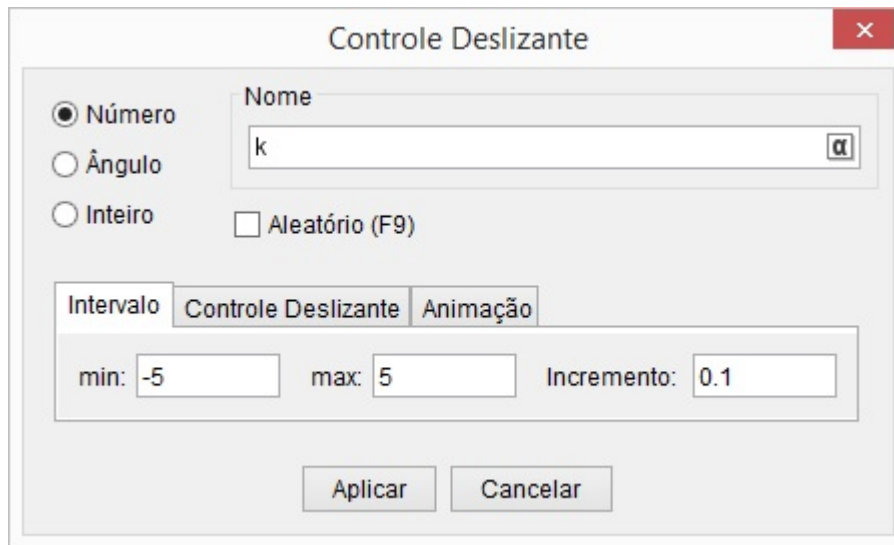 Controle Deslizante
Número
Ângulo
Inteiro
Nome
k
α
Aleatório (F9)
Intervalo Controle Deslizante Animação
min: -5 max: 5 Incremento: 0.1
Aplicar Cancelar